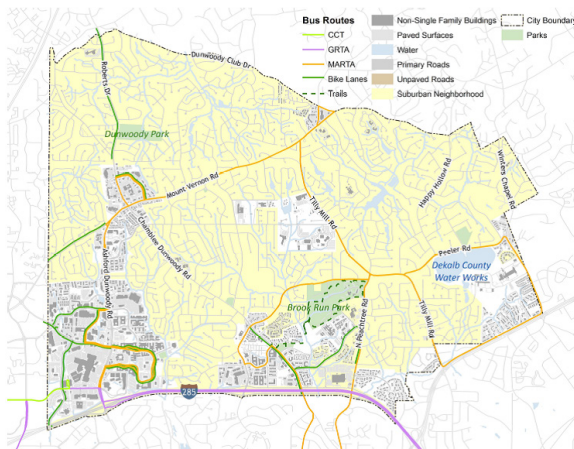 Bus Routes
CCT
GRTA
MARTA
Bike Lanes
Trails
Non-Single Family Buildings
Paved Surfaces
Water
Primary Roads
Unpaved Roads
Suburban Neighborhood
City Boundary
Parks
Dunwoody Club Dr
Roberts Dr
Dunwoody Park
Mount Vernon Rd
Happy Hollow Rd
Winters Chapel Rd
Tilly Mill Rd
Chamblee Dunwoody Rd
Ashford Dunwoody Rd
Peeler Rd
Dekalb County
Water Works
Brook Run Park
N Peachtree Rd
Tilly Mill Rd
285